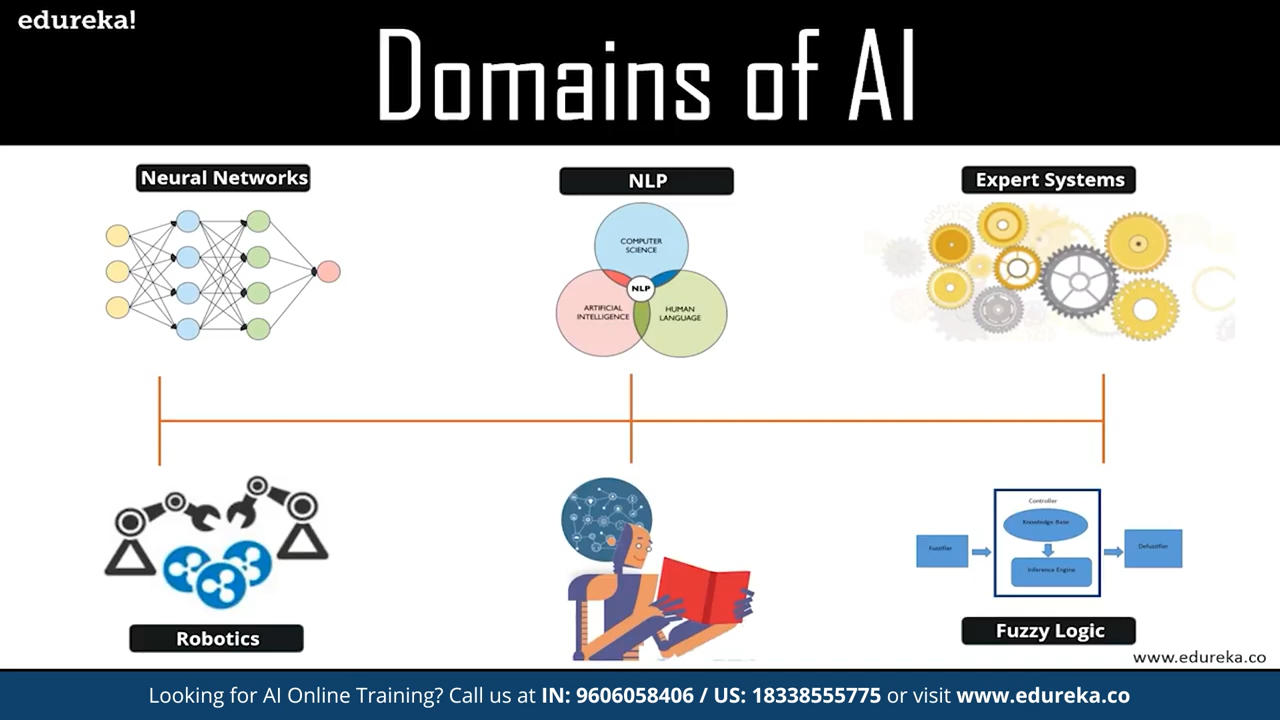 edureka!
Domains of AI
Neural Networks
NLP
Expert Systems
COMPUTER
SCIENCE
NLP
ARTIFICIAL
INTELLIGENCE
HUMAN
LANGUAGE
Controller
Knowledge Base
Fuzzifier
Inference Engine
Defuzzifier
Robotics
Fuzzy Logic
www.edureka.co
Looking for AI Online Training? Call us at IN: 9606058406 / US: 18338555775 or visit www.edureka.co